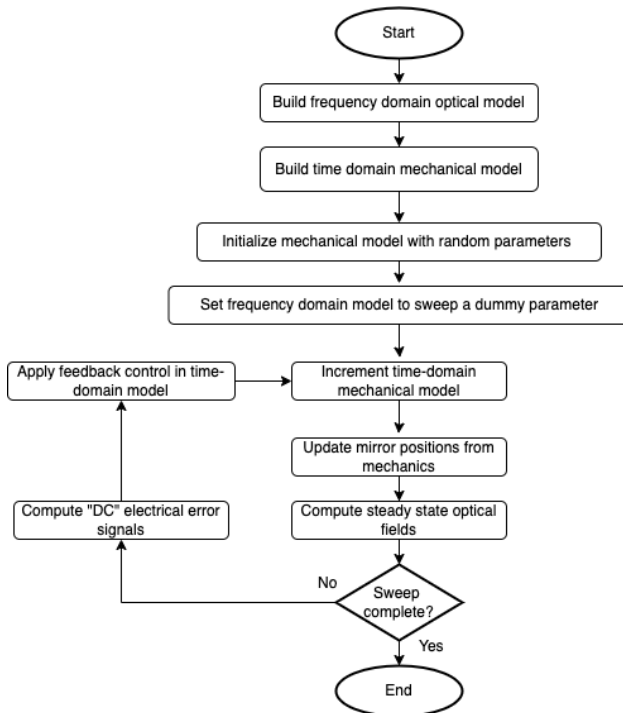 Start
Build frequency domain optical model
Build time domain mechanical model
Initialize mechanical model with random parameters
Set frequency domain model to sweep a dummy parameter
Apply feedback control in time-
domain model
Increment time-domain
mechanical model
Update mirror positions from
mechanics
Compute "DC" electrical error
signals
Compute steady state optical
fields
No
Sweep
complete?
Yes
End